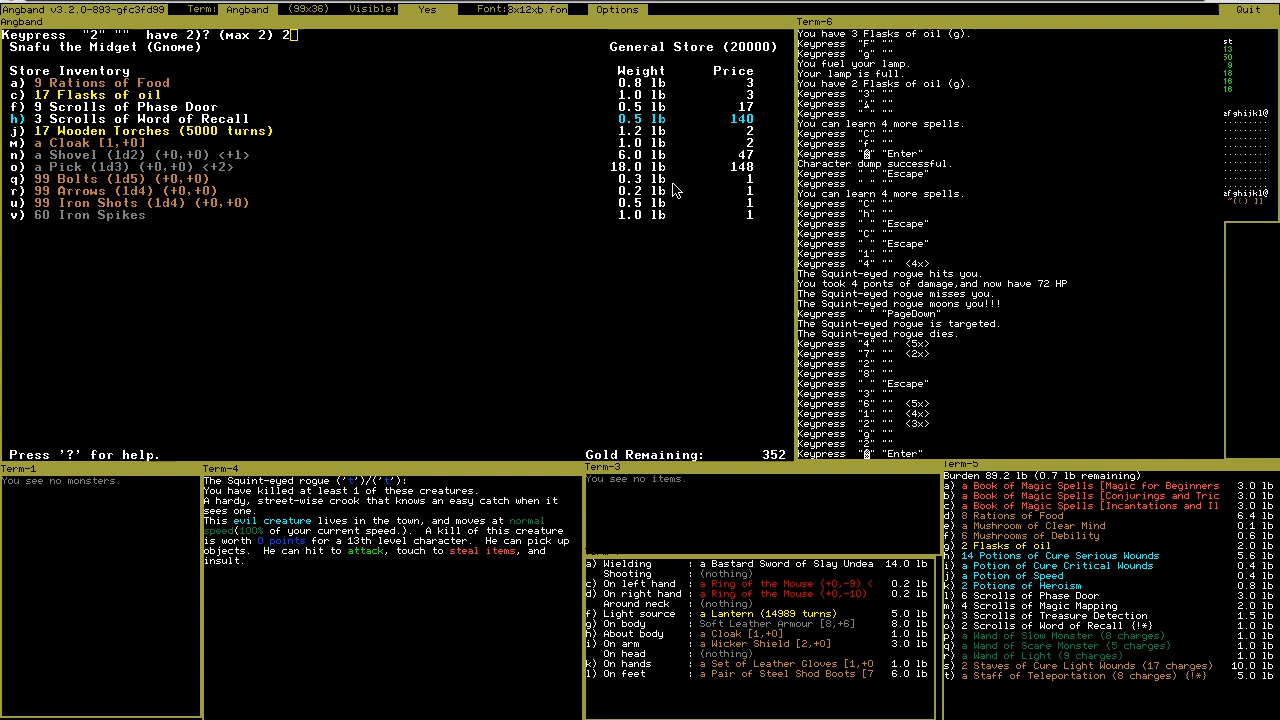 Angband v3.2.0-893-gfc3fd99 Term: Angband (99x36) Visible: Yes Font: 8x12xb.fon Options Quit
Angband
Keypress "2" "" have 2)? (max 2) 2
Snafu the Midget (Gnome) General Store (20000)
Store Inventory Weight Price
a) 9 Rations of Food 0.8 lb 3
c) 17 Flasks of oil 1.0 lb 3
f) 9 Scrolls of Phase Door 0.5 lb 17
h) 3 Scrolls of Word of Recall 0.5 lb 140
j) 17 Wooden Torches (5000 turns) 1.2 lb 2
m) a Cloak [1,+0] 1.0 lb 2
n) a Shovel (1d2) (+0,+0) <+1> 6.0 lb 47
o) a Pick (1d3) (+0,+0) <+2> 18.0 lb 148
q) 99 Bolts (1d5) (+0,+0) 0.3 lb 1
r) 99 Arrows (1d4) (+0,+0) 0.2 lb 1
u) 99 Iron Shots (1d4) (+0,+0) 0.5 lb 1
v) 60 Iron Spikes 1.0 lb 1
Press '?' for help. Gold Remaining: 352
Term-6
You have 3 Flasks of oil (g).
Keypress "F" ""
Keypress "g" ""
You fuel your lamp.
Your lamp is full.
You have 2 Flasks of oil (g).
Keypress "3" ""
You can learn 4 more spells.
Keypress "C" ""
Keypress "f" ""
"Enter"
Character dump successful.
Keypress " " "Escape"
Keypress " " ""
You can learn 4 more spells.
Keypress "C" ""
Keypress "h" ""
Keypress " " "Escape"
Keypress "C" ""
Keypress " " "Escape"
Keypress "1" ""
Keypress "4" "" <4x>
The Squint-eyed rogue hits you.
You took 4 ponts of damage,and now have 72 HP
The Squint-eyed rogue misses you.
The Squint-eyed rogue moons you!!!
Keypress " " "PageDown"
The Squint-eyed rogue is targeted.
The Squint-eyed rogue dies.
Keypress "4" "" <5x>
Keypress "7" "" <2x>
Keypress "2" ""
Keypress "8" ""
Keypress " " "Escape"
Keypress "3" ""
Keypress "6" "" <5x>
Keypress "1" "" <4x>
Keypress "2" "" <3x>
Keypress "g" ""
Keypress "2" ""
"Enter"
st
13
50
9
18
16
16
efghijkl@
efghijkl@
Term-1
You see no monsters.
Term-4
The Squint-eyed rogue ('t')/('t'):
You have killed at least 1 of these creatures.
A hardy, street-wise crook that knows an easy catch when it
sees one.
This evil creature lives in the town, and moves at normal
speed(100% of your current speed.). A kill of this creature
is worth 0 points for a 13th level character. He can pick up
objects. He can hit to attack, touch to steal items, and
insult.
Term-3
You see no items.
a) Wielding : a Bastard Sword of Slay Undea 14.0 lb
Shooting : (nothing)
c) On left hand : a Ring of the Mouse (+0,-9) < 0.2 lb
d) On right hand : a Ring of the Mouse (+0,-10) 0.2 lb
Around neck : (nothing)
f) Light source : a Lantern (14989 turns) 5.0 lb
g) On body : Soft Leather Armour [8,+6] 8.0 lb
h) About body : a Cloak [1,+0] 1.0 lb
i) On arm : a Wicker Shield [2,+0] 3.0 lb
On head : (nothing)
k) On hands : a Set of Leather Gloves [1,+0 1.0 lb
l) On feet : a Pair of Steel Shod Boots [7 6.0 lb
Term-5
Burden 89.2 lb (0.7 lb remaining)
a) a Book of Magic Spells [Magic for Beginners 3.0 lb
b) a Book of Magic Spells [Conjurings and Tric 3.0 lb
c) a Book of Magic Spells [Incantations and Il 3.0 lb
d) 8 Rations of Food 6.4 lb
e) a Mushroom of Clear Mind 0.1 lb
f) 6 Mushrooms of Debility 0.6 lb
g) 2 Flasks of oil 2.0 lb
h) 14 Potions of Cure Serious Wounds 5.6 lb
i) a Potion of Cure Critical Wounds 0.4 lb
j) a Potion of Speed 0.4 lb
k) 2 Potions of Heroism 0.8 lb
l) 6 Scrolls of Phase Door 3.0 lb
m) 4 Scrolls of Magic Mapping 2.0 lb
n) 3 Scrolls of Treasure Detection 1.5 lb
o) 2 Scrolls of Word of Recall {!*} 1.0 lb
p) a Wand of Slow Monster (8 charges) 1.0 lb
q) a Wand of Scare Monster (5 charges) 1.0 lb
r) a Wand of Light (9 charges) 1.0 lb
s) 2 Staves of Cure Light Wounds (17 charges) 10.0 lb
t) a Staff of Teleportation (8 charges) {!*} 5.0 lb